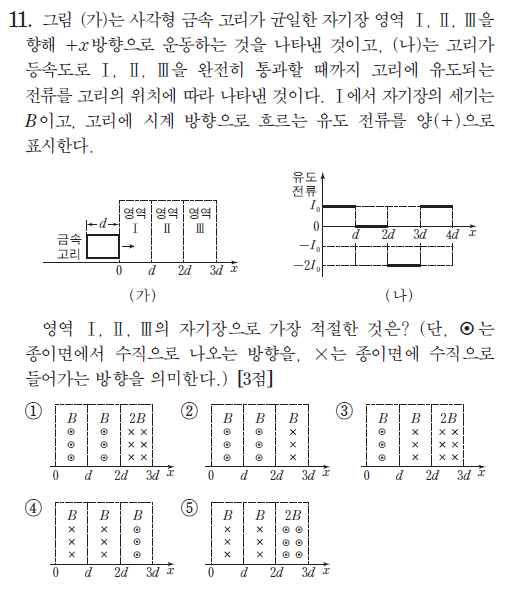 11. 그림 (가)는 사각형 금속 고리가 균일한 자기장 영역 Ⅰ, Ⅱ, Ⅲ을
향해 +x방향으로 운동하는 것을 나타낸 것이고, (나)는 고리가
등속도로 Ⅰ, Ⅱ, Ⅲ을 완전히 통과할 때까지 고리에 유도되는
전류를 고리의 위치에 따라 나타낸 것이다. Ⅰ에서 자기장의 세기는
B이고, 고리에 시계 방향으로 흐르는 유도 전류를 양(+)으로
표시한다.
영역 Ⅰ 영역 Ⅱ 영역 Ⅲ
d
금속 고리
0 d 2d 3d x
(가)
유도 전류
I₀
0
d 2d 3d 4d x
−I₀
−2I₀
(나)
영역 Ⅰ, Ⅱ, Ⅲ의 자기장으로 가장 적절한 것은? (단, ⊙는
종이면에서 수직으로 나오는 방향을, ×는 종이면에 수직으로
들어가는 방향을 의미한다.) [3점]
① B B 2B
⊙ ⊙ × ×
⊙ ⊙ × ×
⊙ ⊙ × ×
0 d 2d 3d x
② B B B
⊙ ⊙ ×
⊙ ⊙ ×
⊙ ⊙ ×
0 d 2d 3d x
③ B B 2B
⊙ × × ×
⊙ × × ×
⊙ × × ×
0 d 2d 3d x
④ B B B
× × ⊙
× × ⊙
× × ⊙
0 d 2d 3d x
⑤ B B 2B
× × ⊙ ⊙
× × ⊙ ⊙
× × ⊙ ⊙
0 d 2d 3d x